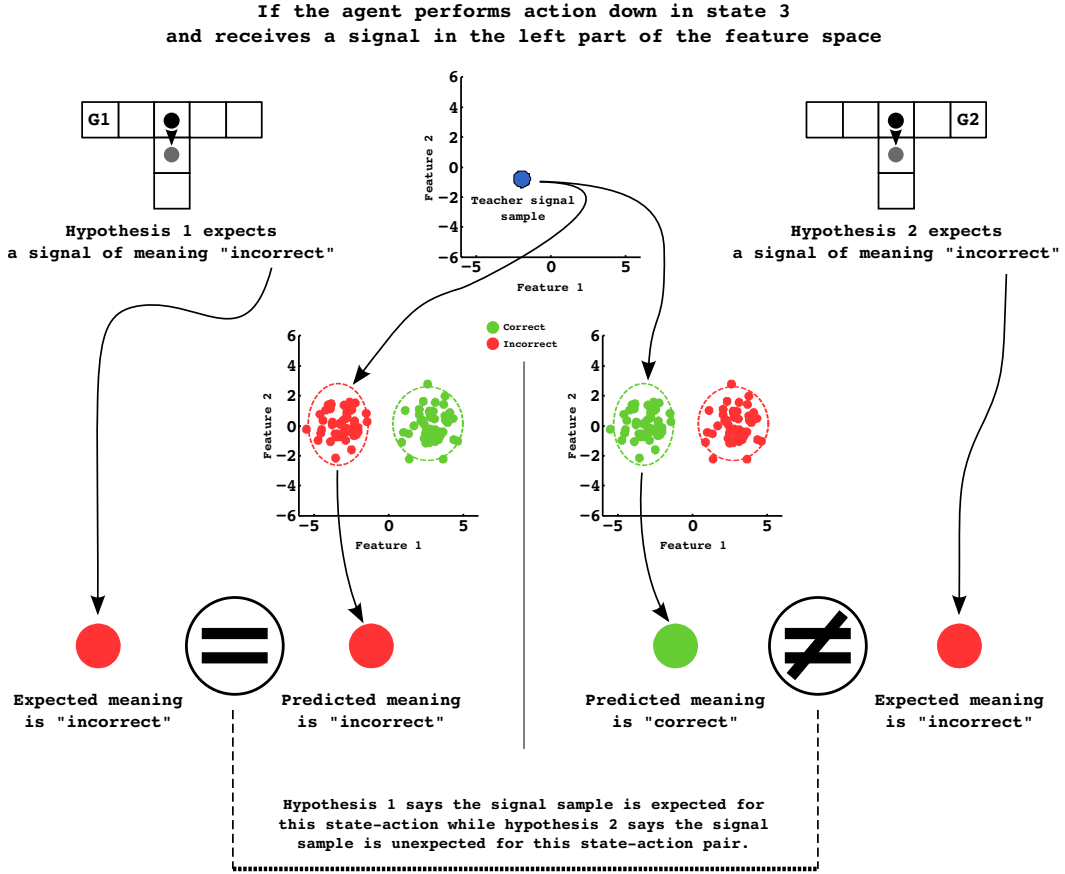 If the agent performs action down in state 3
and receives a signal in the left part of the feature space
G1
Hypothesis 1 expects
a signal of meaning "incorrect"
6
4
2
0
−2
−4
−6
Feature 2
Teacher signal
sample
−5 0 5
Feature 1
G2
Hypothesis 2 expects
a signal of meaning "incorrect"
Correct
Incorrect
6
4
2
0
−2
−4
−6
Feature 2
−5 0 5
Feature 1
6
4
2
0
−2
−4
−6
Feature 2
−5 0 5
Feature 1
Expected meaning
is "incorrect"
=
Predicted meaning
is "incorrect"
Predicted meaning
is "correct"
≠
Expected meaning
is "incorrect"
Hypothesis 1 says the signal sample is expected for
this state-action while hypothesis 2 says the signal
sample is unexpected for this state-action pair.